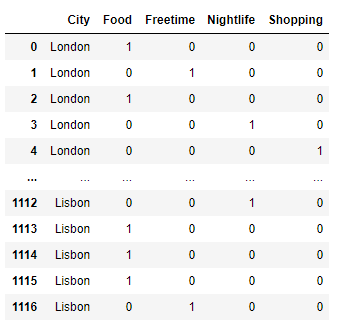 City Food Freetime Nightlife Shopping
0 London 1 0 0 0
1 London 0 1 0 0
2 London 1 0 0 0
3 London 0 0 1 0
4 London 0 0 0 1
... ... ... ... ... ...
1112 Lisbon 0 0 1 0
1113 Lisbon 1 0 0 0
1114 Lisbon 1 0 0 0
1115 Lisbon 1 0 0 0
1116 Lisbon 0 1 0 0